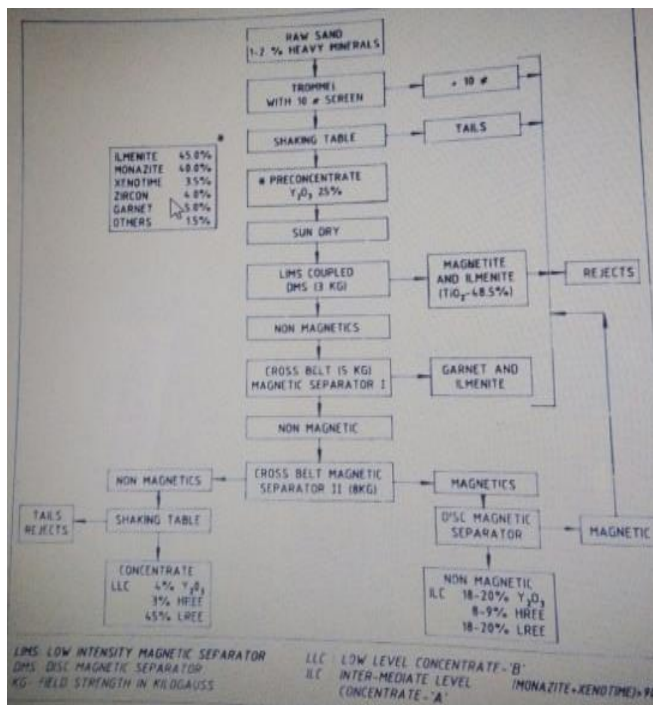 RAW SAND
1-2 % HEAVY MINERALS
TROMMEL
WITH 10 # SCREEN
+ 10 #
SHAKING TABLE
TAILS
*
ILMENITE 45.0%
MONAZITE 40.0%
XENOTIME 3.5%
ZIRCON 4.0%
GARNET 5.0%
OTHERS 1.5%
* PRECONCENTRATE
Y₂O₃ 25%
SUN DRY
LIMS COUPLED
DMS (3 KG)
MAGNETITE
AND ILMENITE
(TiO₂-48.5%)
REJECTS
NON MAGNETICS
CROSS BELT (5 KG)
MAGNETIC SEPARATOR I
GARNET AND
ILMENITE
NON MAGNETIC
CROSS BELT MAGNETIC
SEPARATOR II (8KG)
NON MAGNETICS
MAGNETICS
TAILS
REJECTS
SHAKING TABLE
DISC MAGNETIC
SEPARATOR
MAGNETIC
CONCENTRATE
LLC 4% Y₂O₃
3% HREE
45% LREE
NON MAGNETIC
ILC 18-20% Y₂O₃
8-9% HREE
18-20% LREE
LIMS: LOW INTENSITY MAGNETIC SEPARATOR
DMS: DISC MAGNETIC SEPARATOR
KG- FIELD STRENGTH IN KILOGAUSS
LLC : LOW LEVEL CONCENTRATE-'B'
ILC INTER-MEDIATE LEVEL
CONCENTRATE-'A'
(MONAZITE+XENOTIME)